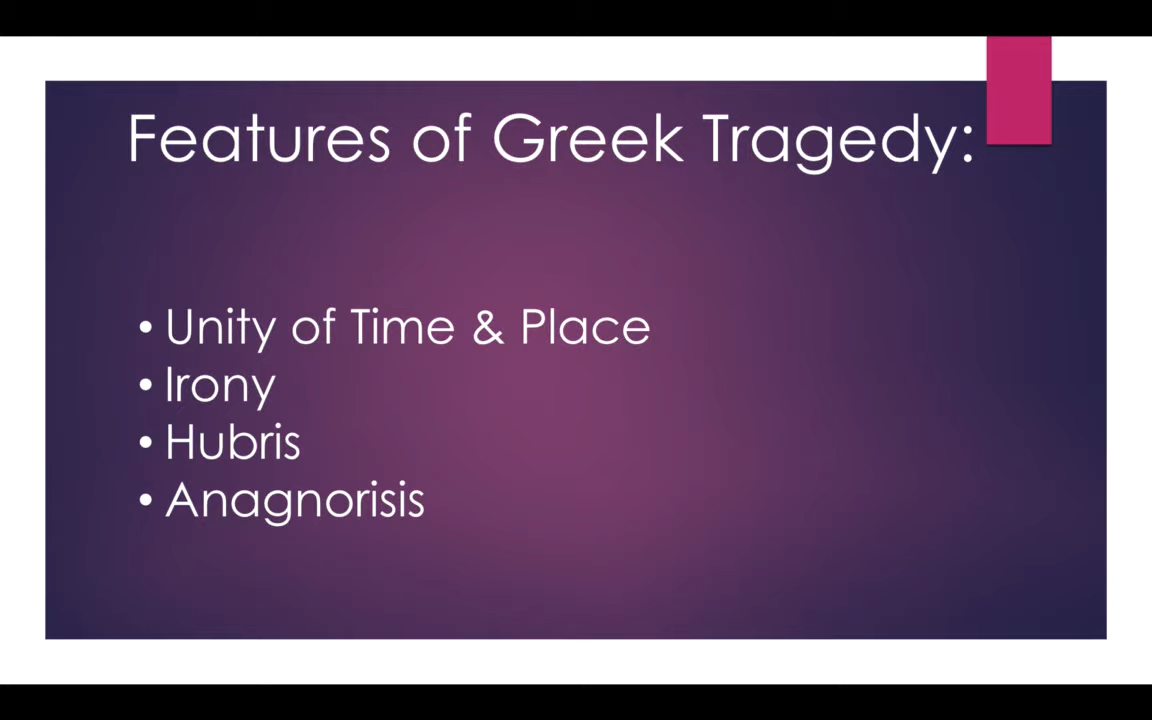 Features of Greek Tragedy:
• Unity of Time & Place
• Irony
• Hubris
• Anagnorisis